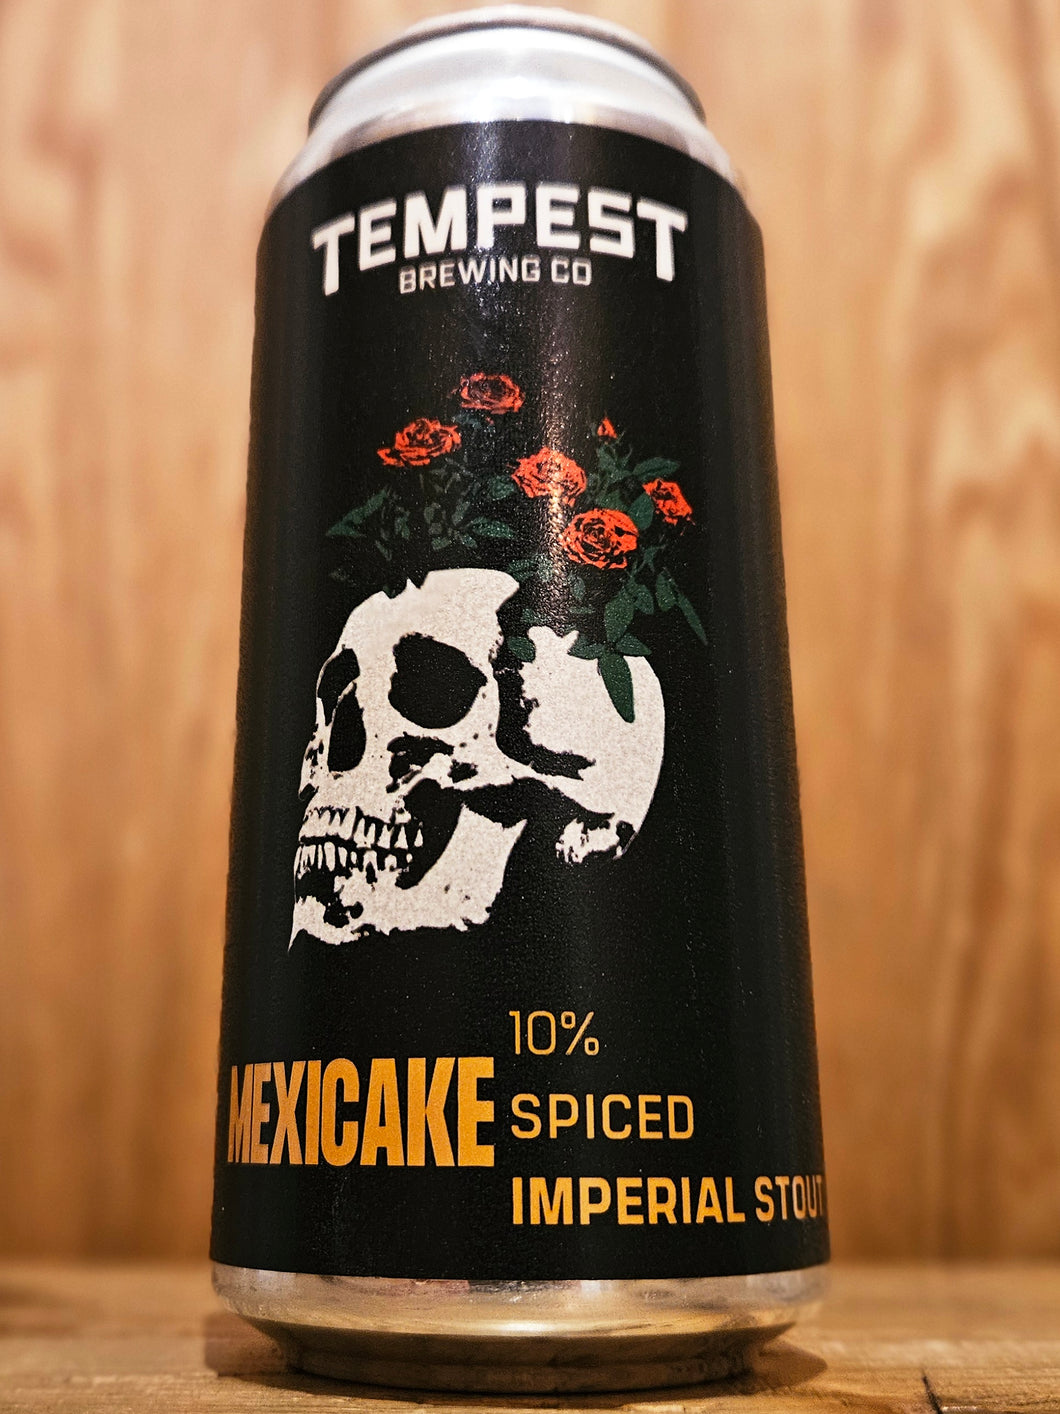 TEMPEST
BREWING CO
10%
MEXICAKE
SPICED
IMPERIAL STOUT